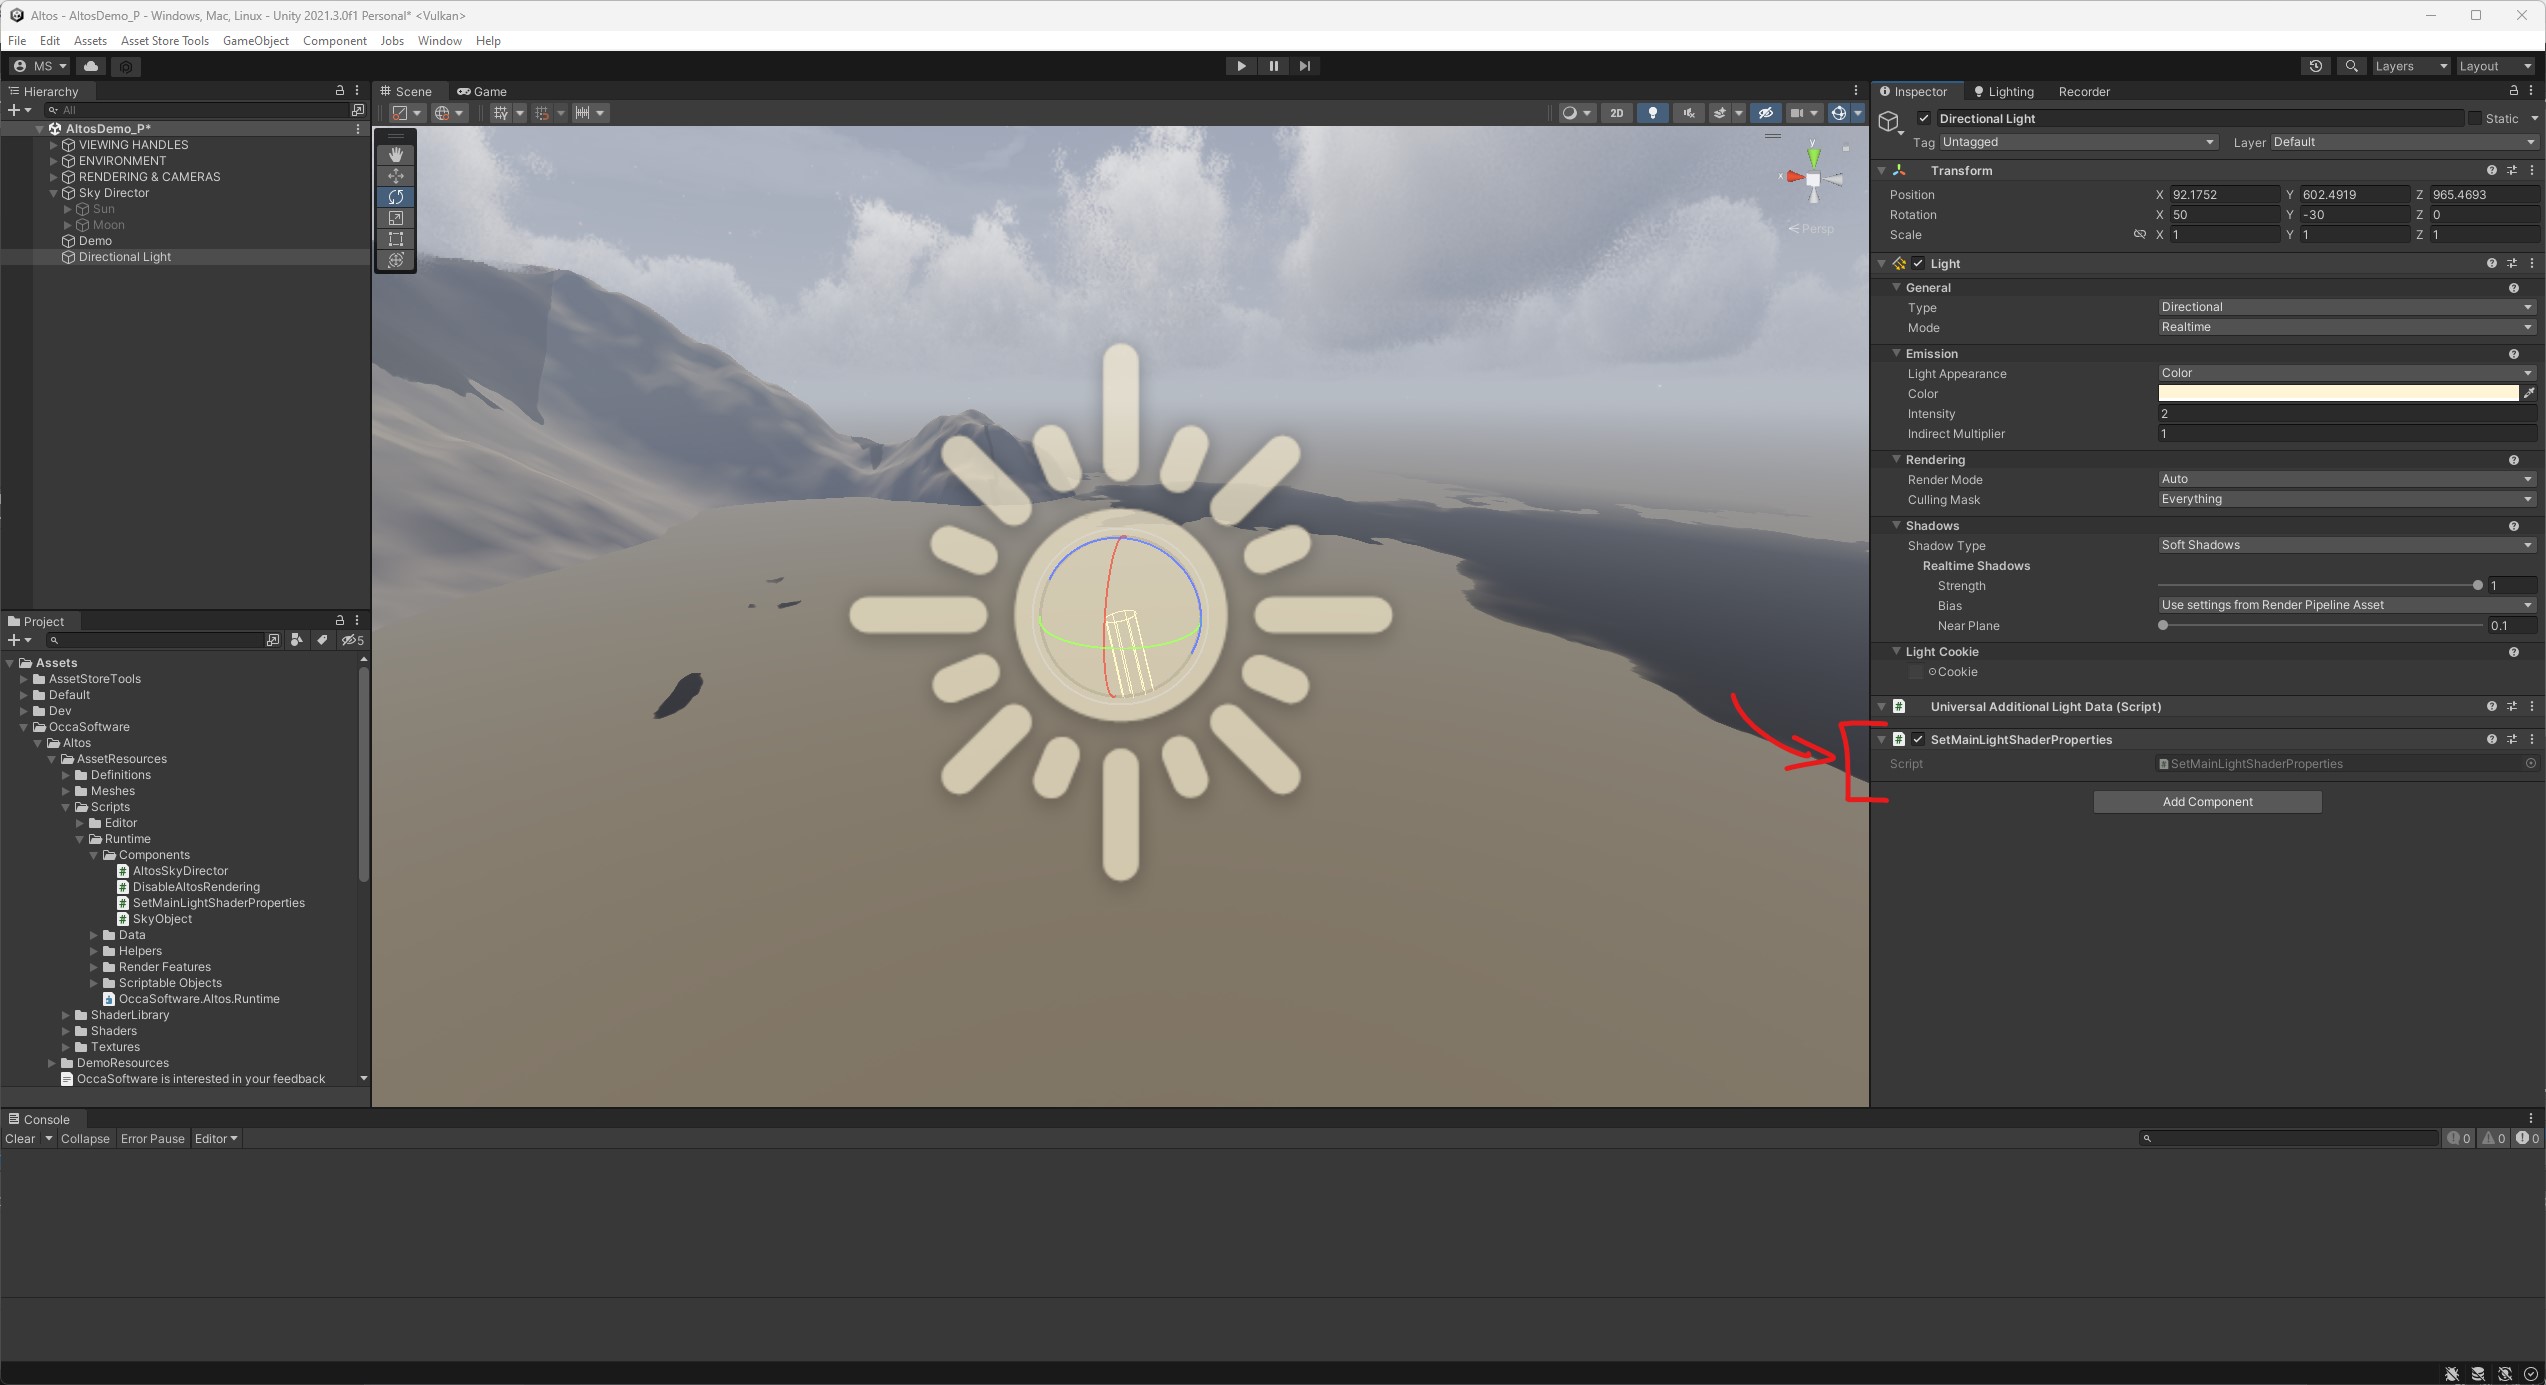 Altos - AltosDemo_P - Windows, Mac, Linux - Unity 2021.3.0f1 Personal* <Vulkan>
File Edit Assets Asset Store Tools GameObject Component Jobs Window Help
MS
Layers
Layout
Hierarchy
All
AltosDemo_P*
VIEWING HANDLES
ENVIRONMENT
RENDERING & CAMERAS
Sky Director
Sun
Moon
Demo
Directional Light
Project
5
Assets
AssetStoreTools
Default
Dev
OccaSoftware
Altos
AssetResources
Definitions
Meshes
Scripts
Editor
Runtime
Components
AltosSkyDirector
DisableAltosRendering
SetMainLightShaderProperties
SkyObject
Data
Helpers
Render Features
Scriptable Objects
OccaSoftware.Altos.Runtime
ShaderLibrary
Shaders
Textures
DemoResources
OccaSoftware is interested in your feedback
Scene Game
2D
y
x
Persp
Inspector Lighting Recorder
Directional Light Static
Tag Untagged Layer Default
Transform
Position X 92.1752 Y 602.4919 Z 965.4693
Rotation X 50 Y -30 Z 0
Scale X 1 Y 1 Z 1
Light
General
Type Directional
Mode Realtime
Emission
Light Appearance Color
Color
Intensity 2
Indirect Multiplier 1
Rendering
Render Mode Auto
Culling Mask Everything
Shadows
Shadow Type Soft Shadows
Realtime Shadows
Strength 1
Bias Use settings from Render Pipeline Asset
Near Plane 0.1
Light Cookie
Cookie
Universal Additional Light Data (Script)
SetMainLightShaderProperties
Script SetMainLightShaderProperties
Add Component
Console
Clear Collapse Error Pause Editor
0 0 0